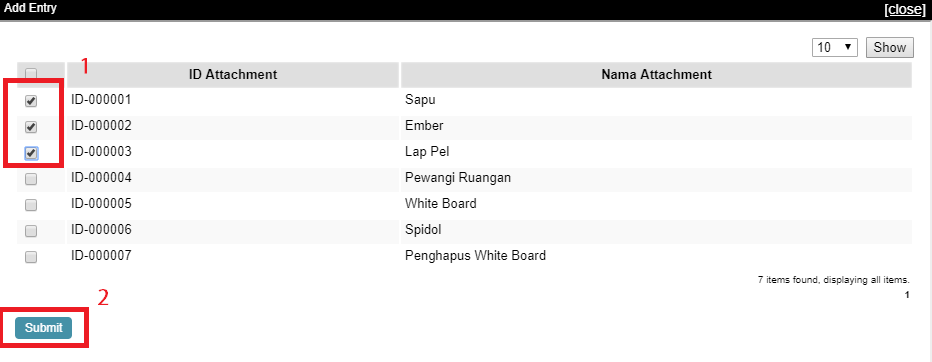 Add Entry [close]
10 Show
1
ID Attachment Nama Attachment
ID-000001 Sapu
ID-000002 Ember
ID-000003 Lap Pel
ID-000004 Pewangi Ruangan
ID-000005 White Board
ID-000006 Spidol
ID-000007 Penghapus White Board
7 items found, displaying all items.
1
2
Submit